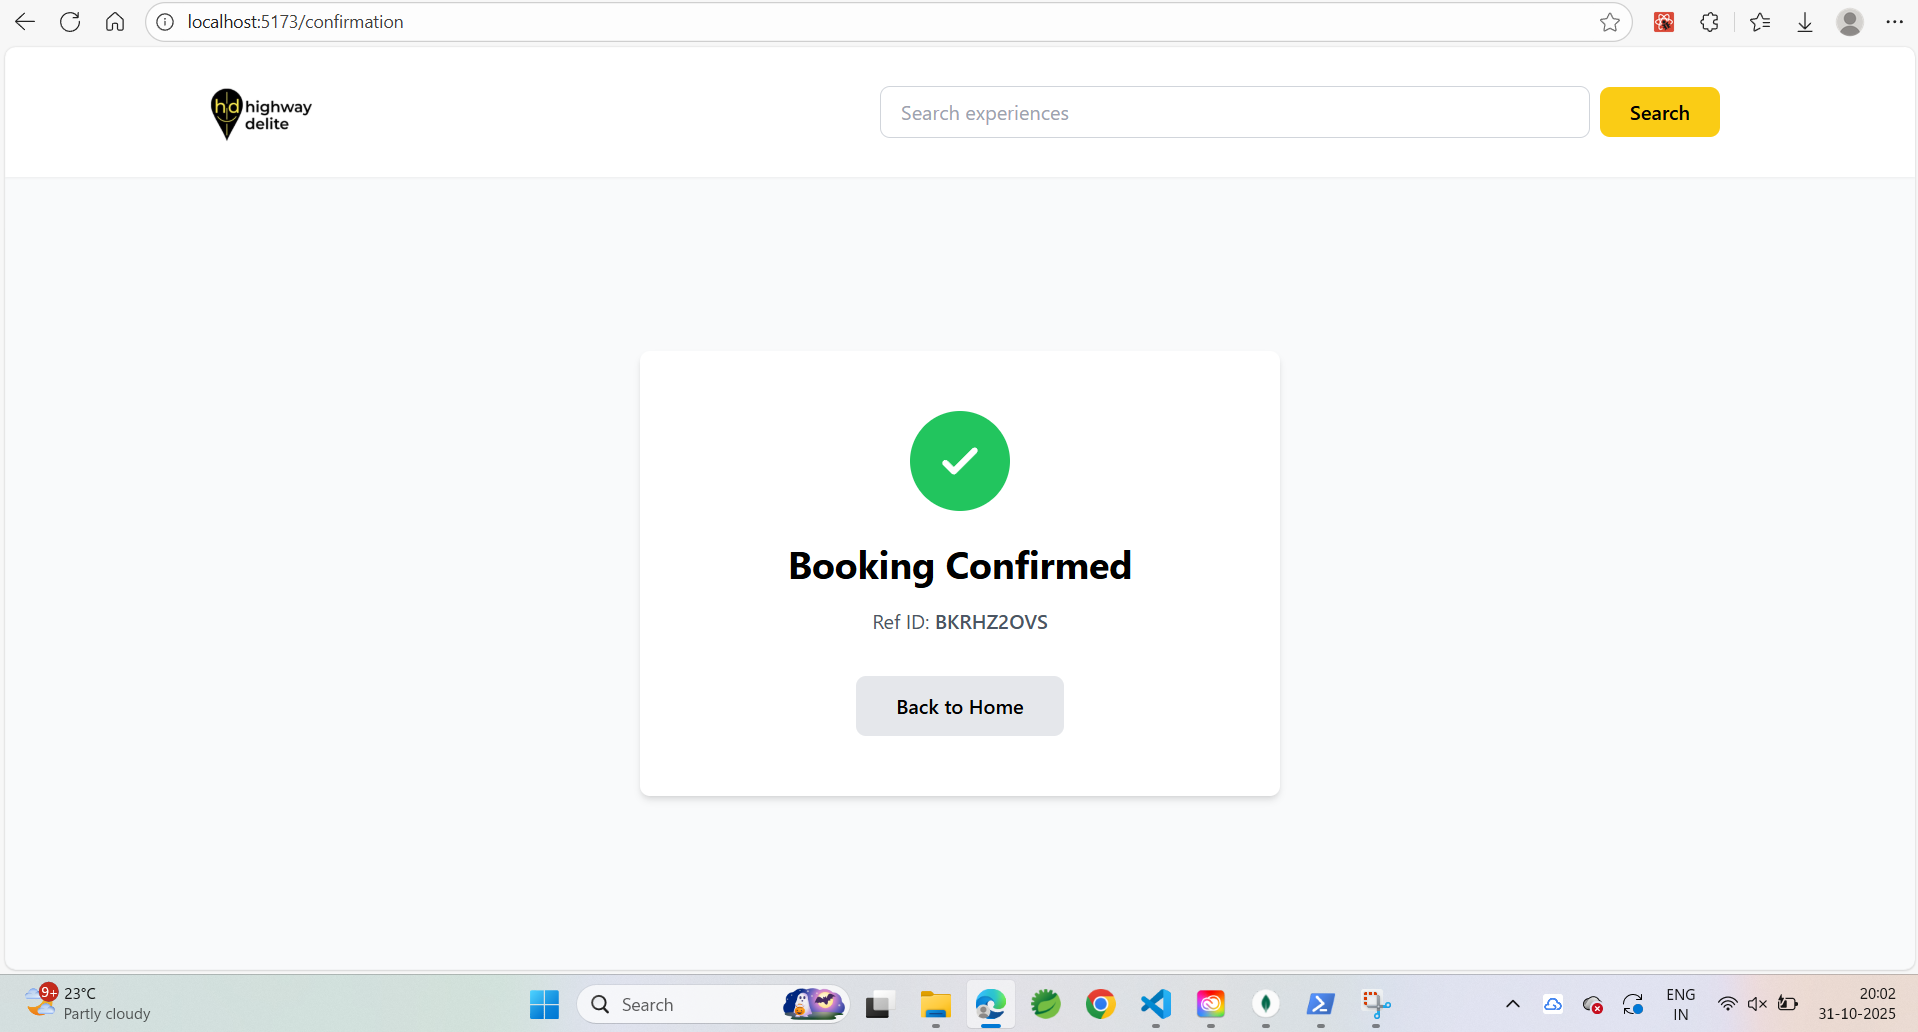 localhost:5173/confirmation
hd highway
delite
Search experiences
Search
Booking Confirmed
Ref ID: BKRHZ2OVS
Back to Home
9+
23°C
Partly cloudy
Search
ENG
IN
20:02
31-10-2025